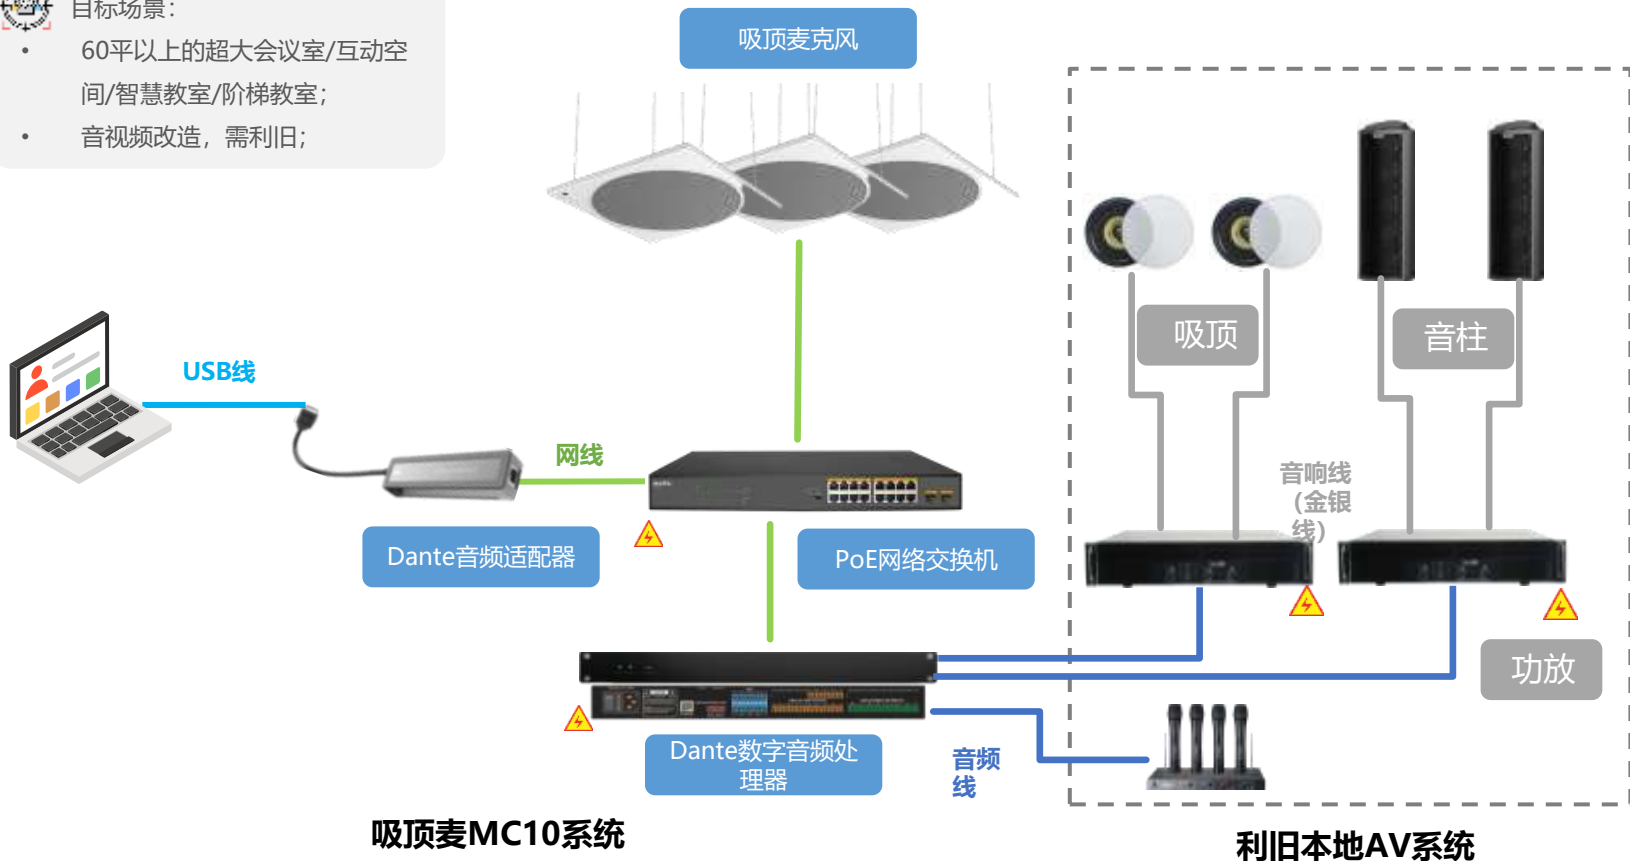 目标场景：
• 60平以上的超大会议室/互动空
间/智慧教室/阶梯教室；
• 音视频改造，需利旧；
吸顶麦克风
USB线
网线
Dante音频适配器
PoE网络交换机
Dante数字音频处
理器
音频
线
吸顶
音柱
音响线
（金银
线）
功放
吸顶麦MC10系统
利旧本地AV系统